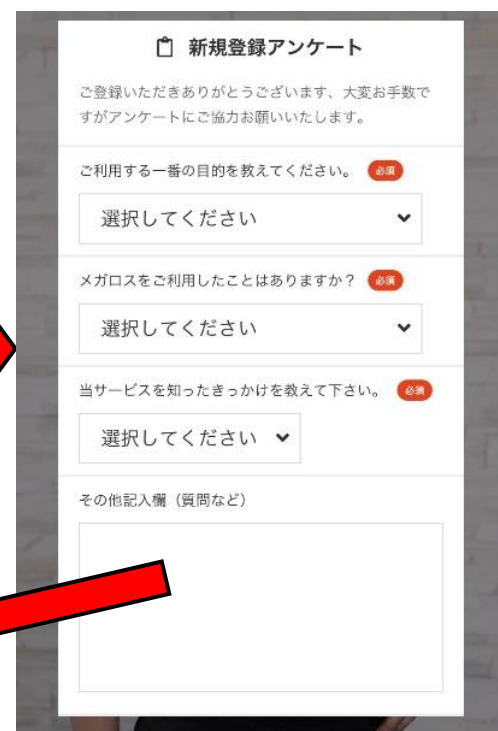 新規登録アンケート
ご登録いただきありがとうございます、大変お手数で
すがアンケートにご協力お願いいたします。
ご利用する一番の目的を教えてください。 必須
選択してください
メガロスをご利用したことはありますか？ 必須
選択してください
当サービスを知ったきっかけを教えて下さい。 必須
選択してください
その他記入欄（質問など）